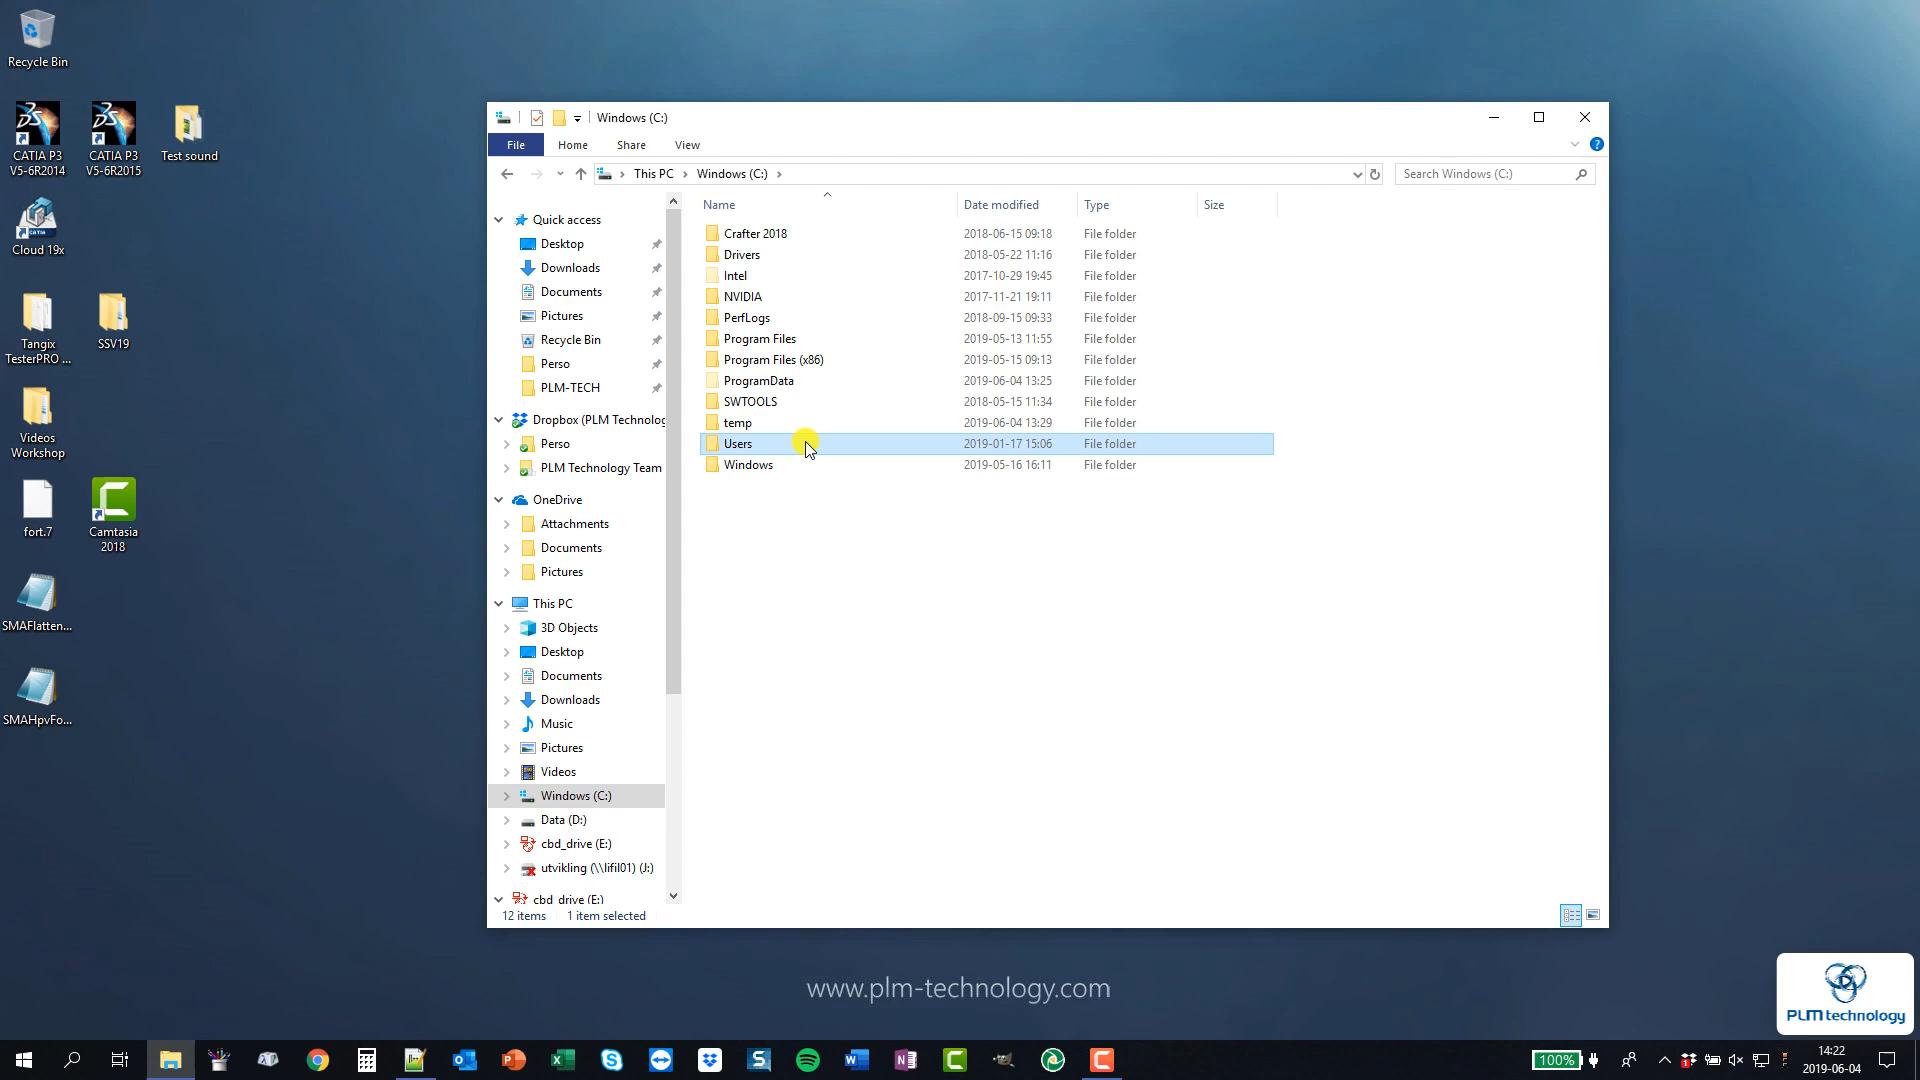 Recycle Bin
CATIA P3
V5-6R2014
CATIA P3
V5-6R2015
Test sound
Cloud 19x
Tangix
TesterPRO ...
SSV19
Videos
Workshop
fort.7
Camtasia
2018
SMAFlatten...
SMAHpvFo...
Windows (C:)
File Home Share View
This PC Windows (C:)
Search Windows (C:)
Quick access
Desktop
Downloads
Documents
Pictures
Recycle Bin
Perso
PLM-TECH
Dropbox (PLM Technolog
Perso
PLM Technology Team
OneDrive
Attachments
Documents
Pictures
This PC
3D Objects
Desktop
Documents
Downloads
Music
Pictures
Videos
Windows (C:)
Data (D:)
cbd_drive (E:)
utvikling (\\lifil01) (J:)
cbd_drive (E:)
Name Date modified Type Size
Crafter 2018 2018-06-15 09:18 File folder
Drivers 2018-05-22 11:16 File folder
Intel 2017-10-29 19:45 File folder
NVIDIA 2017-11-21 19:11 File folder
PerfLogs 2018-09-15 09:33 File folder
Program Files 2019-05-13 11:55 File folder
Program Files (x86) 2019-05-15 09:13 File folder
ProgramData 2019-06-04 13:25 File folder
SWTOOLS 2018-05-15 11:34 File folder
temp 2019-06-04 13:29 File folder
Users 2019-01-17 15:06 File folder
Windows 2019-05-16 16:11 File folder
12 items 1 item selected
www.plm-technology.com
PLM technology
100%
14:22
2019-06-04